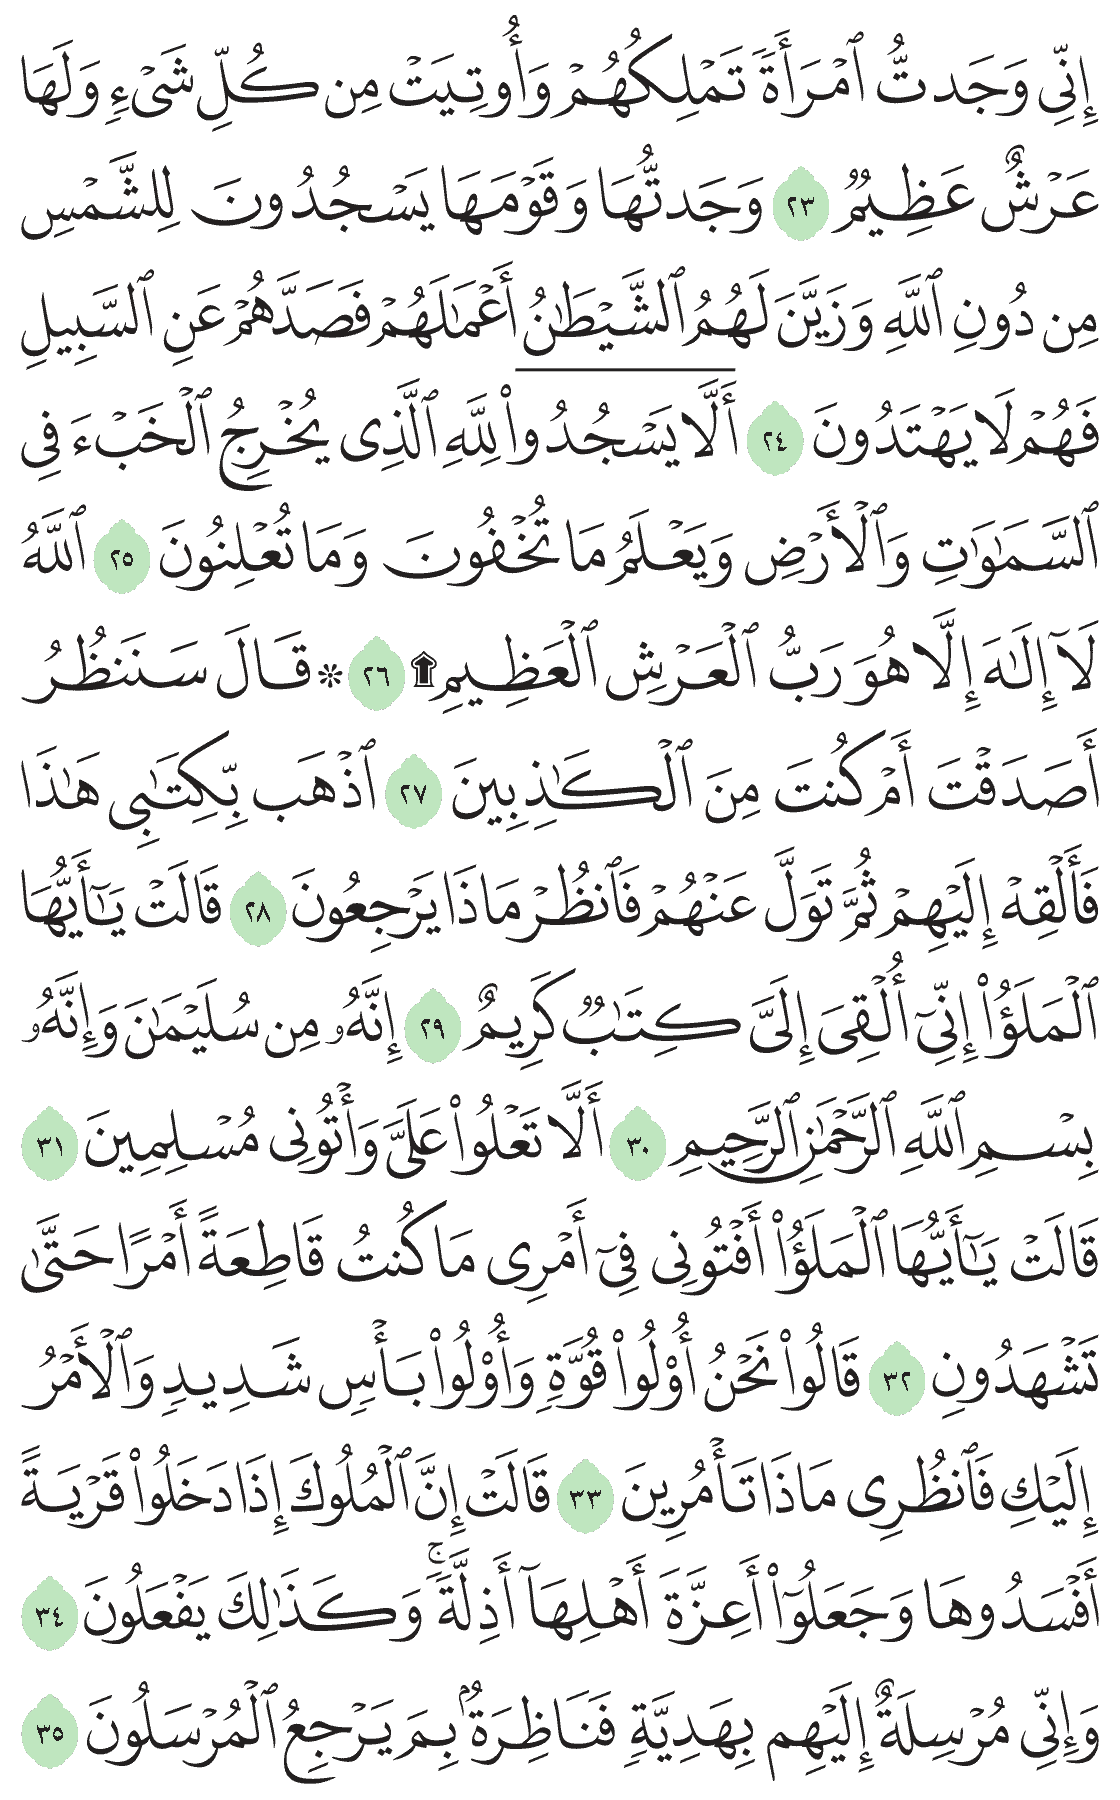 إِنِّي وَجَدتُّ ٱمۡرَأَةٗ تَمۡلِكُهُمۡ وَأُوتِيَتۡ مِن كُلِّ شَيۡءٖ وَلَهَا
عَرۡشٌ عَظِيمٞ ٢٣ وَجَدتُّهَا وَقَوۡمَهَا يَسۡجُدُونَ لِلشَّمۡسِ
مِن دُونِ ٱللَّهِ وَزَيَّنَ لَهُمُ ٱلشَّيۡطَٰنُ أَعۡمَٰلَهُمۡ فَصَدَّهُمۡ عَنِ ٱلسَّبِيلِ
فَهُمۡ لَا يَهۡتَدُونَ ٢٤ أَلَّا يَسۡجُدُواْ لِلَّهِ ٱلَّذِي يُخۡرِجُ ٱلۡخَبۡءَ فِي
ٱلسَّمَٰوَٰتِ وَٱلۡأَرۡضِ وَيَعۡلَمُ مَا تُخۡفُونَ وَمَا تُعۡلِنُونَ ٢٥ ٱللَّهُ
لَآ إِلَٰهَ إِلَّا هُوَ رَبُّ ٱلۡعَرۡشِ ٱلۡعَظِيمِ۩ ٢٦ ۞ قَالَ سَنَنظُرُ
أَصَدَقۡتَ أَمۡ كُنتَ مِنَ ٱلۡكَٰذِبِينَ ٢٧ ٱذۡهَب بِّكِتَٰبِي هَٰذَا
فَأَلۡقِهۡ إِلَيۡهِمۡ ثُمَّ تَوَلَّ عَنۡهُمۡ فَٱنظُرۡ مَاذَا يَرۡجِعُونَ ٢٨ قَالَتۡ يَٰٓأَيُّهَا
ٱلۡمَلَؤُاْ إِنِّيٓ أُلۡقِيَ إِلَيَّ كِتَٰبٞ كَرِيمٌ ٢٩ إِنَّهُۥ مِن سُلَيۡمَٰنَ وَإِنَّهُۥ
بِسۡمِ ٱللَّهِ ٱلرَّحۡمَٰنِ ٱلرَّحِيمِ ٣٠ أَلَّا تَعۡلُواْ عَلَيَّ وَأۡتُونِي مُسۡلِمِينَ ٣١
قَالَتۡ يَٰٓأَيُّهَا ٱلۡمَلَؤُاْ أَفۡتُونِي فِيٓ أَمۡرِي مَا كُنتُ قَاطِعَةً أَمۡرًا حَتَّىٰ
تَشۡهَدُونِ ٣٢ قَالُواْ نَحۡنُ أُوْلُواْ قُوَّةٖ وَأُوْلُواْ بَأۡسٖ شَدِيدٖ وَٱلۡأَمۡرُ
إِلَيۡكِ فَٱنظُرِي مَاذَا تَأۡمُرِينَ ٣٣ قَالَتۡ إِنَّ ٱلۡمُلُوكَ إِذَا دَخَلُواْ قَرۡيَةً
أَفۡسَدُوهَا وَجَعَلُوٓاْ أَعِزَّةَ أَهۡلِهَآ أَذِلَّةٗۚ وَكَذَٰلِكَ يَفۡعَلُونَ ٣٤
وَإِنِّي مُرۡسِلَةٌ إِلَيۡهِم بِهَدِيَّةٖ فَنَاظِرَةُۢ بِمَ يَرۡجِعُ ٱلۡمُرۡسَلُونَ ٣٥